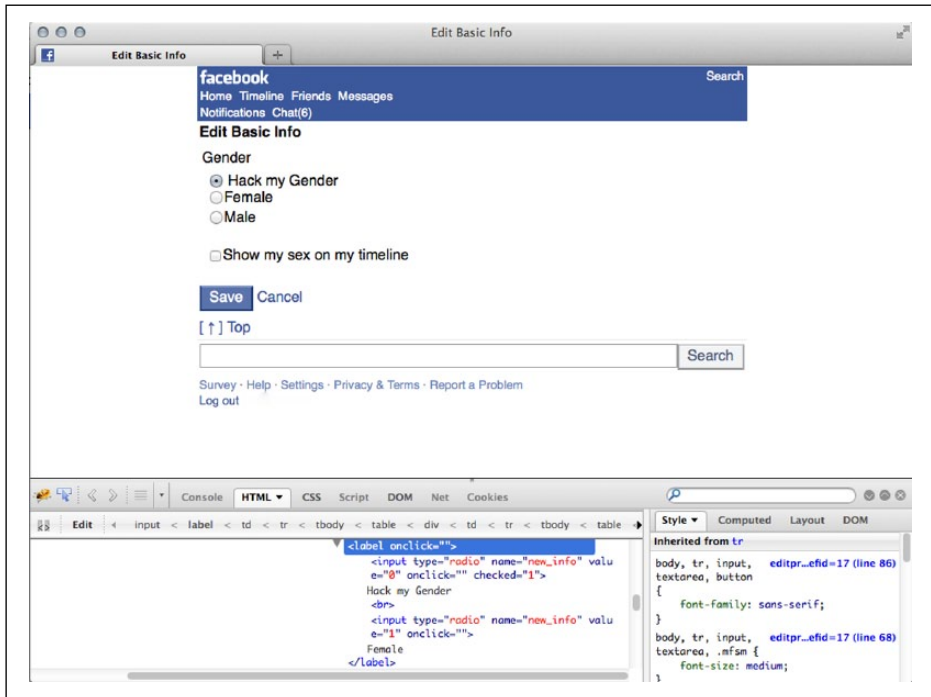 Edit Basic Info
Edit Basic Info
facebook
Search
Home Timeline Friends Messages
Notifications Chat(6)
Edit Basic Info
Gender
Hack my Gender
Female
Male
Show my sex on my timeline
Save Cancel
[ ↑ ] Top
Search
Survey · Help · Settings · Privacy & Terms · Report a Problem
Log out
Console HTML ▾ CSS Script DOM Net Cookies
Edit input < label < td < tr < tbody < table < div < td < tr < tbody < table
Style ▾ Computed Layout DOM
<label onclick="">
<input type="radio" name="new_info" valu
e="0" onclick="" checked="1">
Hack my Gender
<br>
<input type="radio" name="new_info" valu
e="1" onclick="">
Female
</label>
Inherited from tr
body, tr, input, editpr…efid=17 (line 86)
textarea, button
{
font-family: sans-serif;
}
body, tr, input, editpr…efid=17 (line 68)
textarea, .mfsm {
font-size: medium;
}